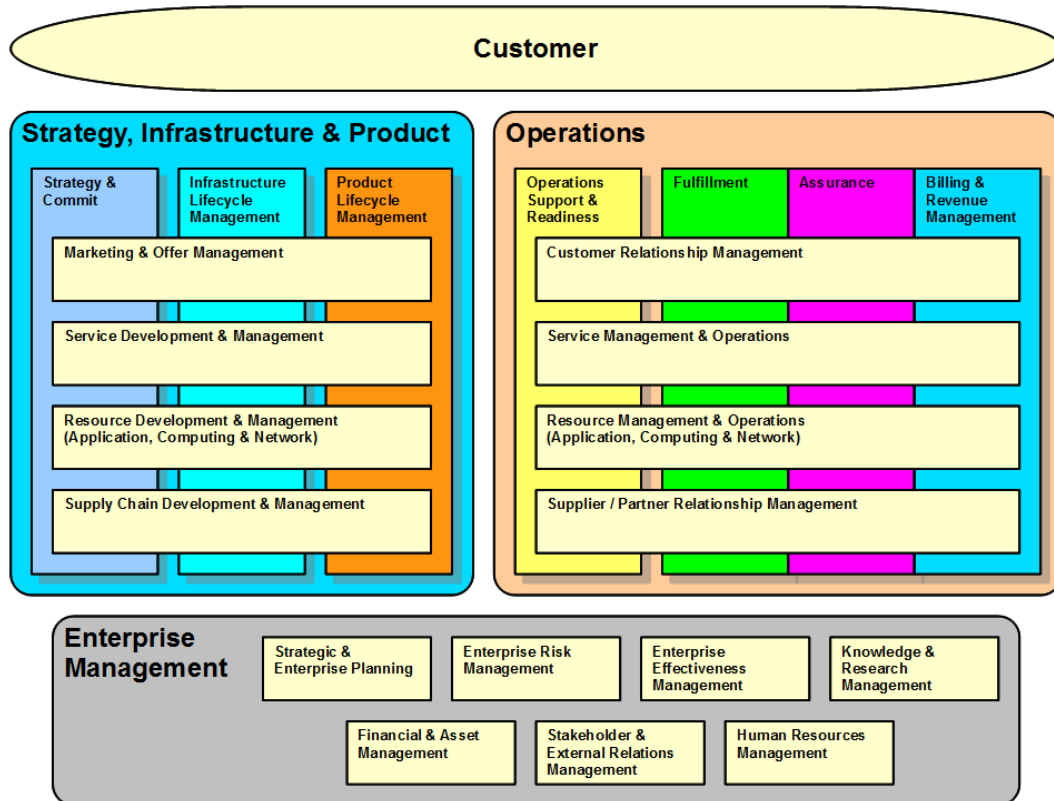 Customer
Strategy, Infrastructure & Product
Strategy &
Commit
Infrastructure
Lifecycle
Management
Product
Lifecycle
Management
Marketing & Offer Management
Service Development & Management
Resource Development & Management
(Application, Computing & Network)
Supply Chain Development & Management
Operations
Operations
Support &
Readiness
Fulfillment
Assurance
Billing &
Revenue
Management
Customer Relationship Management
Service Management & Operations
Resource Management & Operations
(Application, Computing & Network)
Supplier / Partner Relationship Management
Enterprise
Management
Strategic &
Enterprise Planning
Enterprise Risk
Management
Enterprise
Effectiveness
Management
Knowledge &
Research
Management
Financial & Asset
Management
Stakeholder &
External Relations
Management
Human Resources
Management